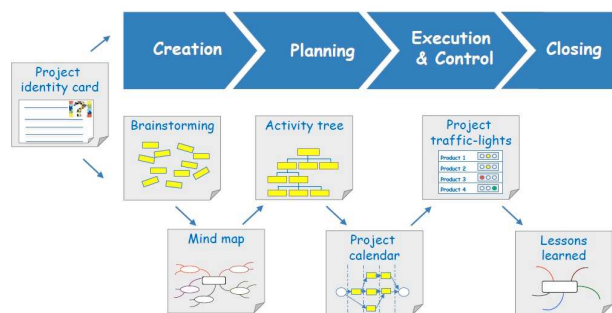 Creation
Planning
Execution
& Control
Closing
Project
identity card
?
Brainstorming
Activity tree
Project
traffic-lights
Product 1
Product 2
Product 3
Product 4
Mind map
Project
calendar
Lessons
learned